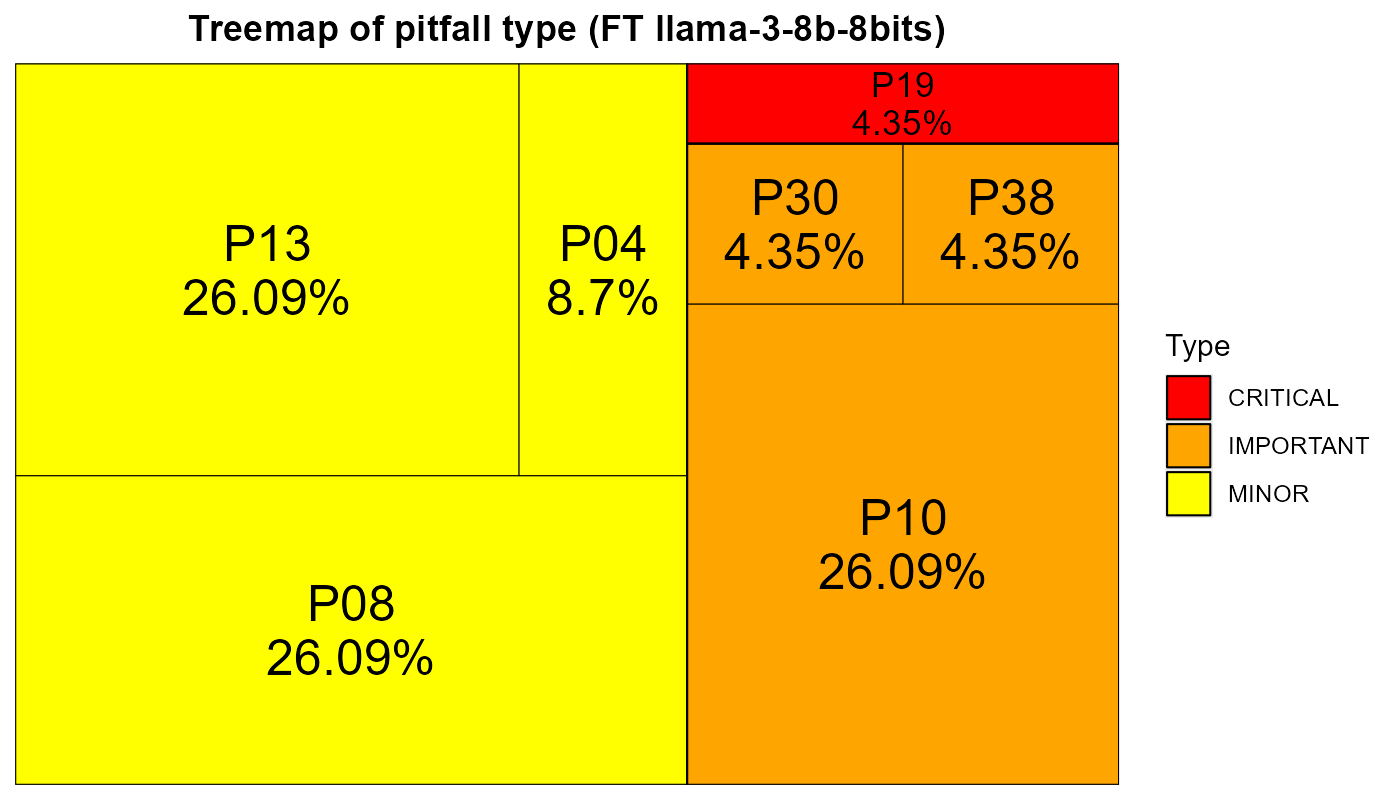 Treemap of pitfall type (FT llama-3-8b-8bits)
P13
26.09%
P04
8.7%
P08
26.09%
P19
4.35%
P30
4.35%
P38
4.35%
P10
26.09%
Type
CRITICAL
IMPORTANT
MINOR